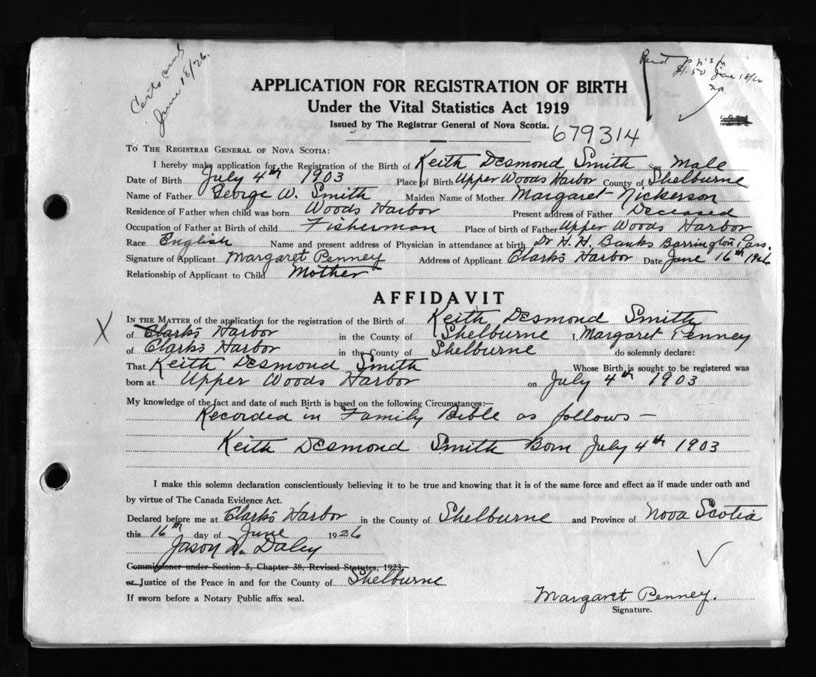 June 18/26.
APPLICATION FOR REGISTRATION OF BIRTH
Under the Vital Statistics Act 1919
Issued by The Registrar General of Nova Scotia.
679314
TO THE REGISTRAR GENERAL OF NOVA SCOTIA:
I hereby make application for the Registration of the Birth of Keith Desmond Smith Male
Date of Birth July 4th 1903 Place of Birth Upper Woods Harbor County of Shelburne
Name of Father George W. Smith Maiden Name of Mother Margaret Nickerson
Residence of Father when child was born Woods Harbor Present address of Father Deceased
Occupation of Father at Birth of child Fisherman Place of birth of Father Upper Woods Harbor
Race English Name and present address of Physician in attendance at birth Dr H. H. Banks Barrington Pass.
Signature of Applicant Margaret Penney Address of Applicant Clark's Harbor Date June 16th 1926
Relationship of Applicant to Child Mother
AFFIDAVIT
IN THE MATTER of the application for the registration of the Birth of Keith Desmond Smith
X of Clark's Harbor in the County of Shelburne I, Margaret Penney
of Clark's Harbor in the County of Shelburne do solemnly declare:
That Keith Desmond Smith Whose Birth is sought to be registered was
born at Upper Woods Harbor on July 4th 1903
My knowledge of the fact and date of such Birth is based on the following Circumstances:—
Recorded in Family Bible as follows—
Keith Desmond Smith Born July 4th 1903
I make this solemn declaration conscientiously believing it to be true and knowing that it is of the same force and effect as if made under oath and
by virtue of The Canada Evidence Act.
Declared before me at Clark's Harbor in the County of Shelburne and Province of Nova Scotia
this 16th day of June 1926
Jason W. Daley
Commissioner under Section 5, Chapter 38, Revised Statutes, 1923,
or Justice of the Peace in and for the County of Shelburne
If sworn before a Notary Public affix seal.
Margaret Penney.
Signature.